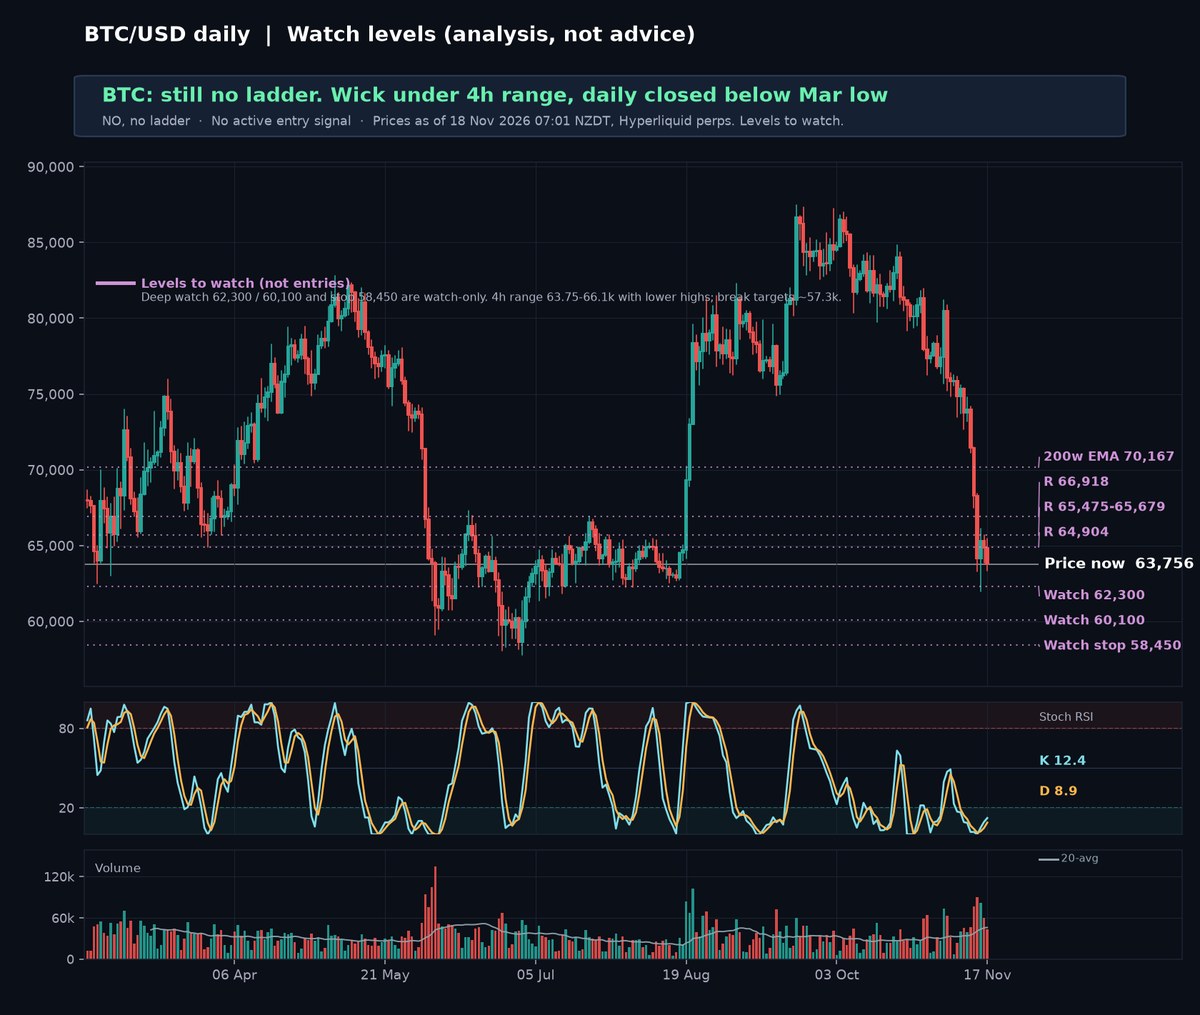 BTC/USD daily | Watch levels (analysis, not advice)
BTC: still no ladder. Wick under 4h range, daily closed below Mar low
NO, no ladder · No active entry signal · Prices as of 18 Nov 2026 07:01 NZDT, Hyperliquid perps. Levels to watch.
90,000
85,000
80,000
75,000
70,000
65,000
60,000
Levels to watch (not entries)
Deep watch 62,300 / 60,100 and stop 58,450 are watch-only. 4h range 63.75-66.1k with lower highs; break targets ~57.3k.
200w EMA 70,167
R 66,918
R 65,475-65,679
R 64,904
Price now 63,756
Watch 62,300
Watch 60,100
Watch stop 58,450
80
20
Stoch RSI
K 12.4
D 8.9
Volume
20-avg
120k
60k
0
06 Apr
21 May
05 Jul
19 Aug
03 Oct
17 Nov